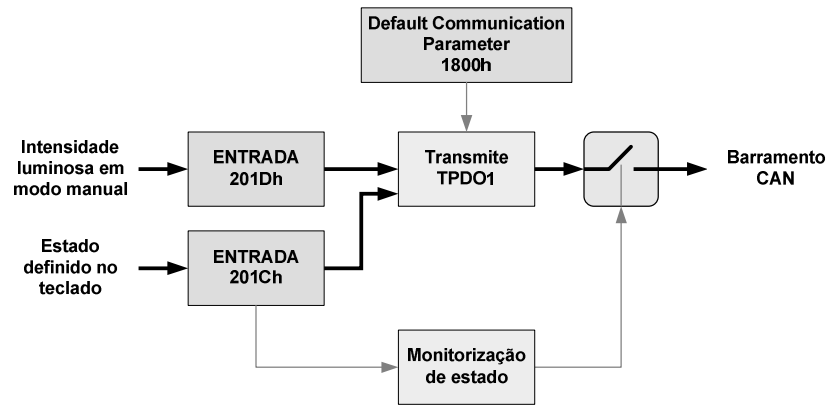 Default Communication
Parameter
1800h
Intensidade
luminosa em
modo manual
ENTRADA
201Dh
Transmite
TPDO1
Barramento
CAN
Estado
definido no
teclado
ENTRADA
201Ch
Monitorização
de estado